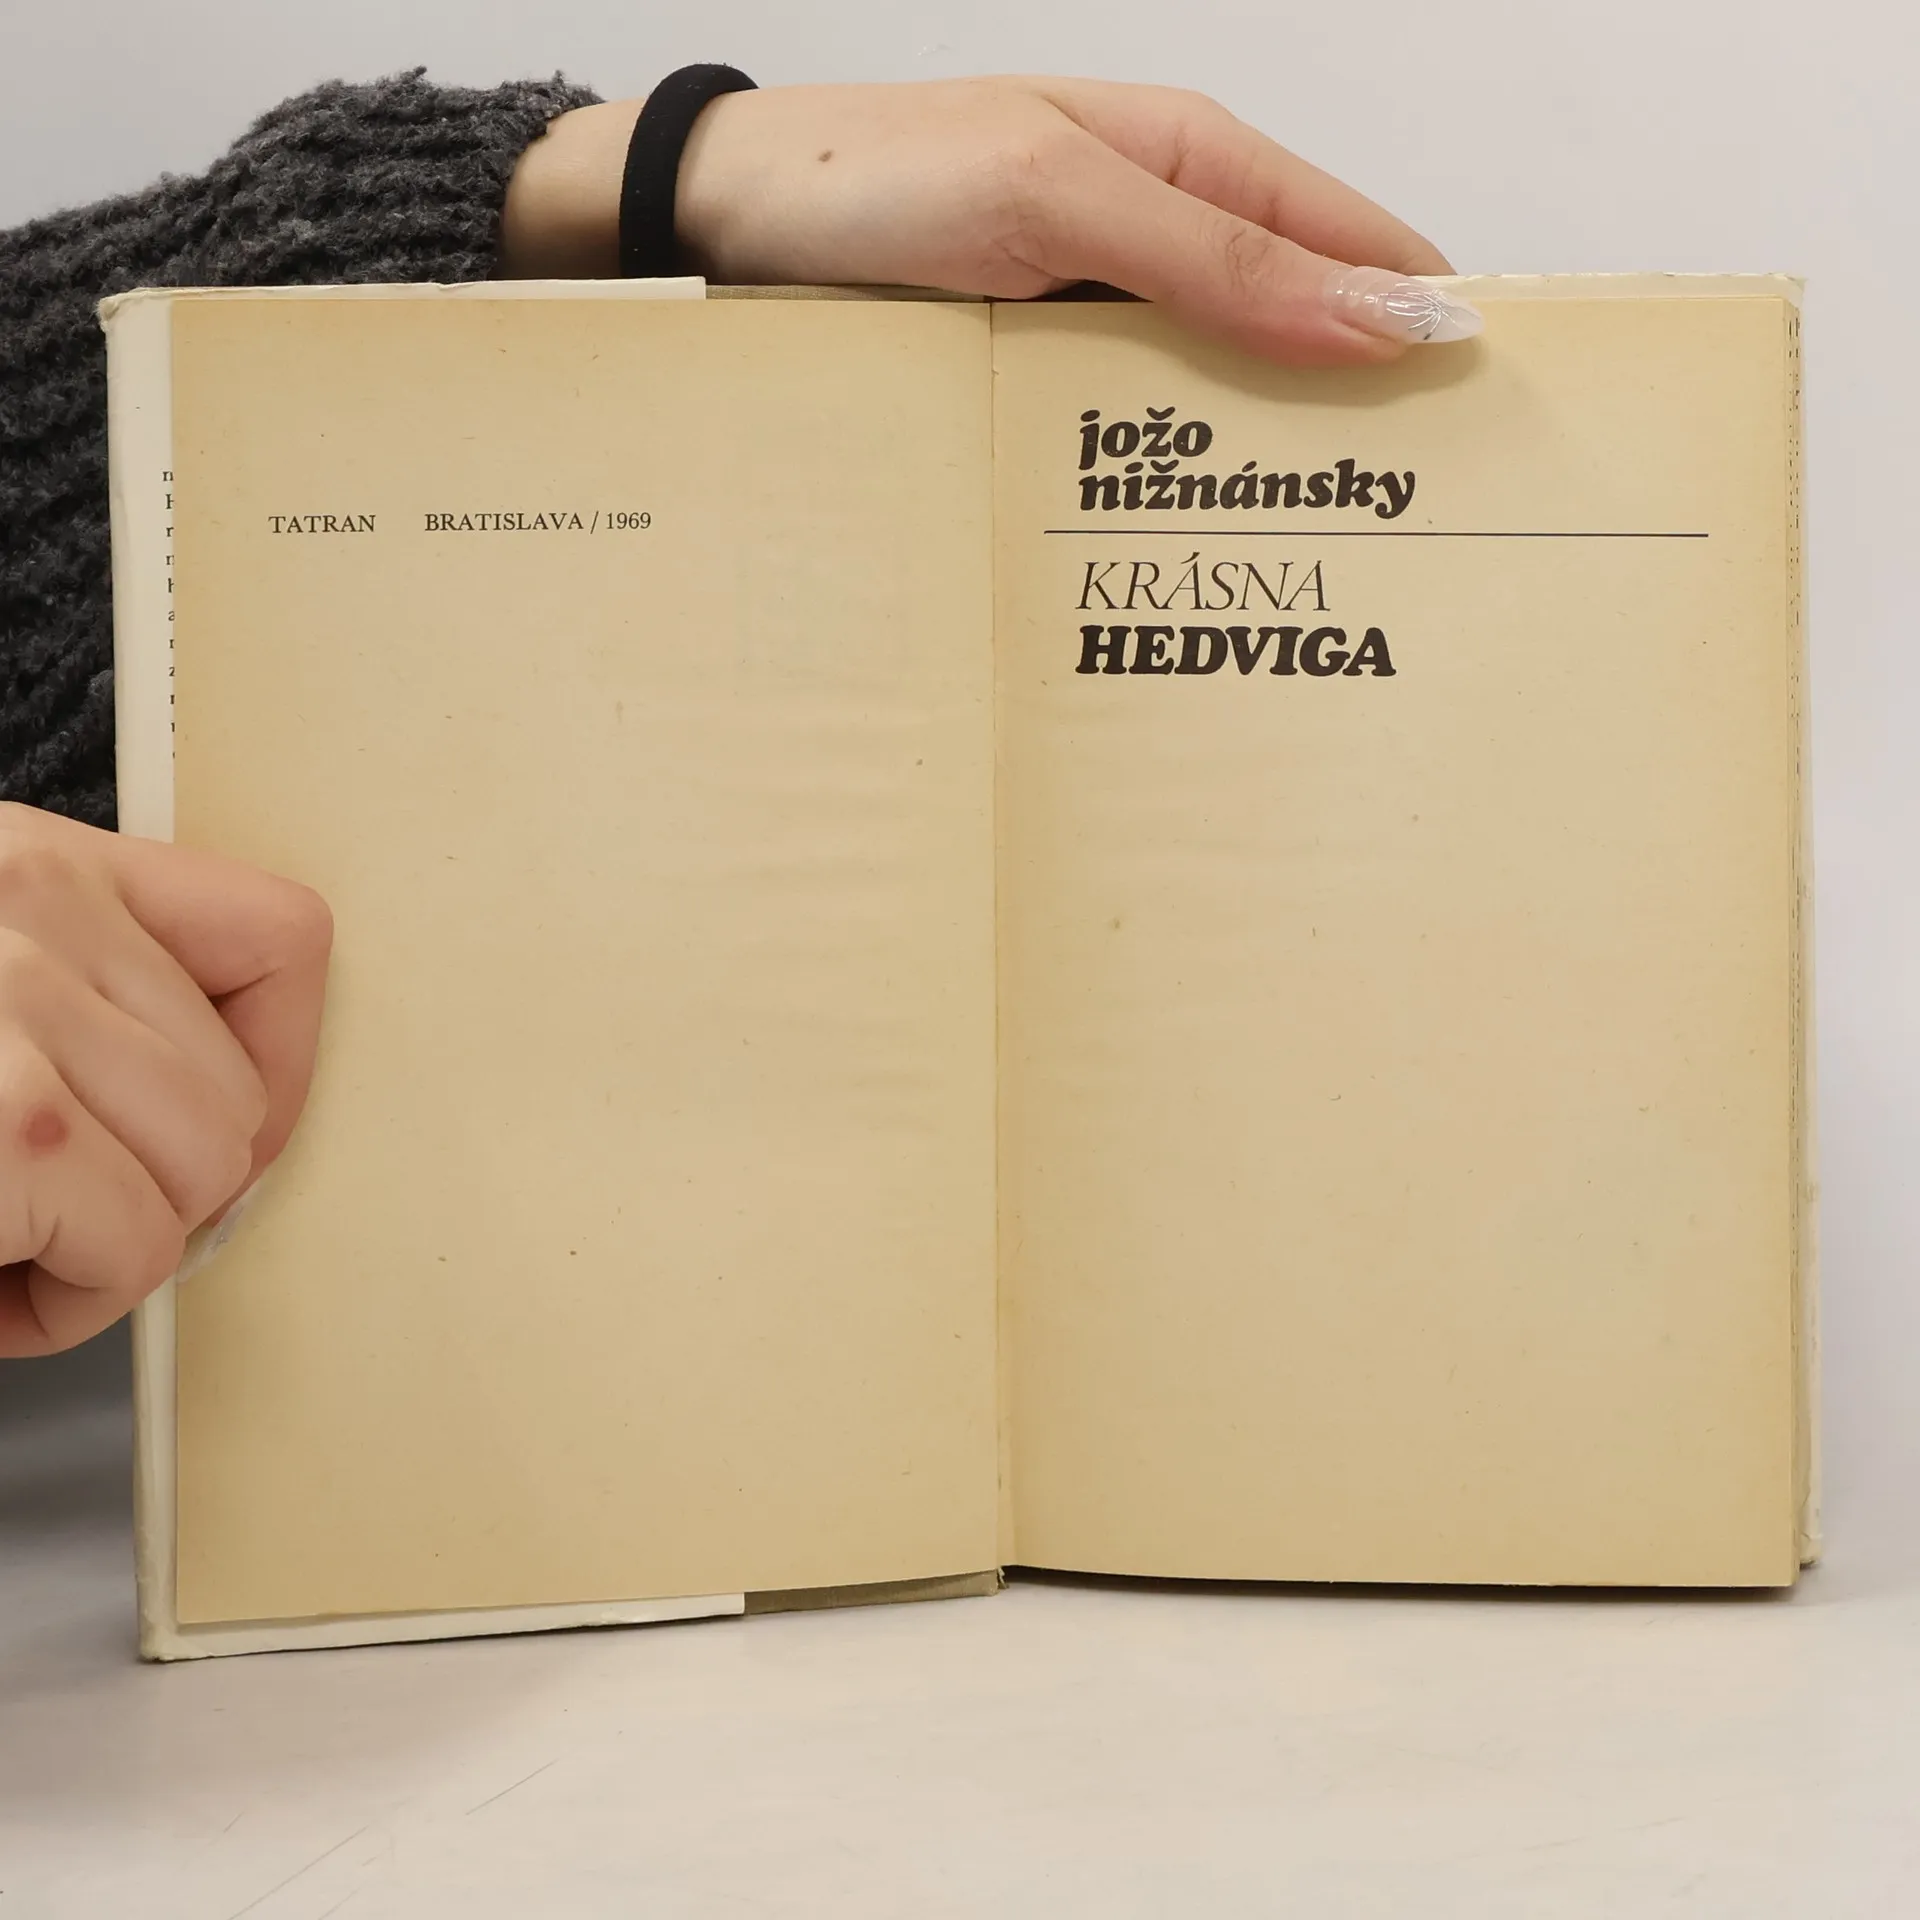 TATRAN BRATISLAVA / 1969
jožo
nižnánsky
KRÁSNA
HEDVIGA